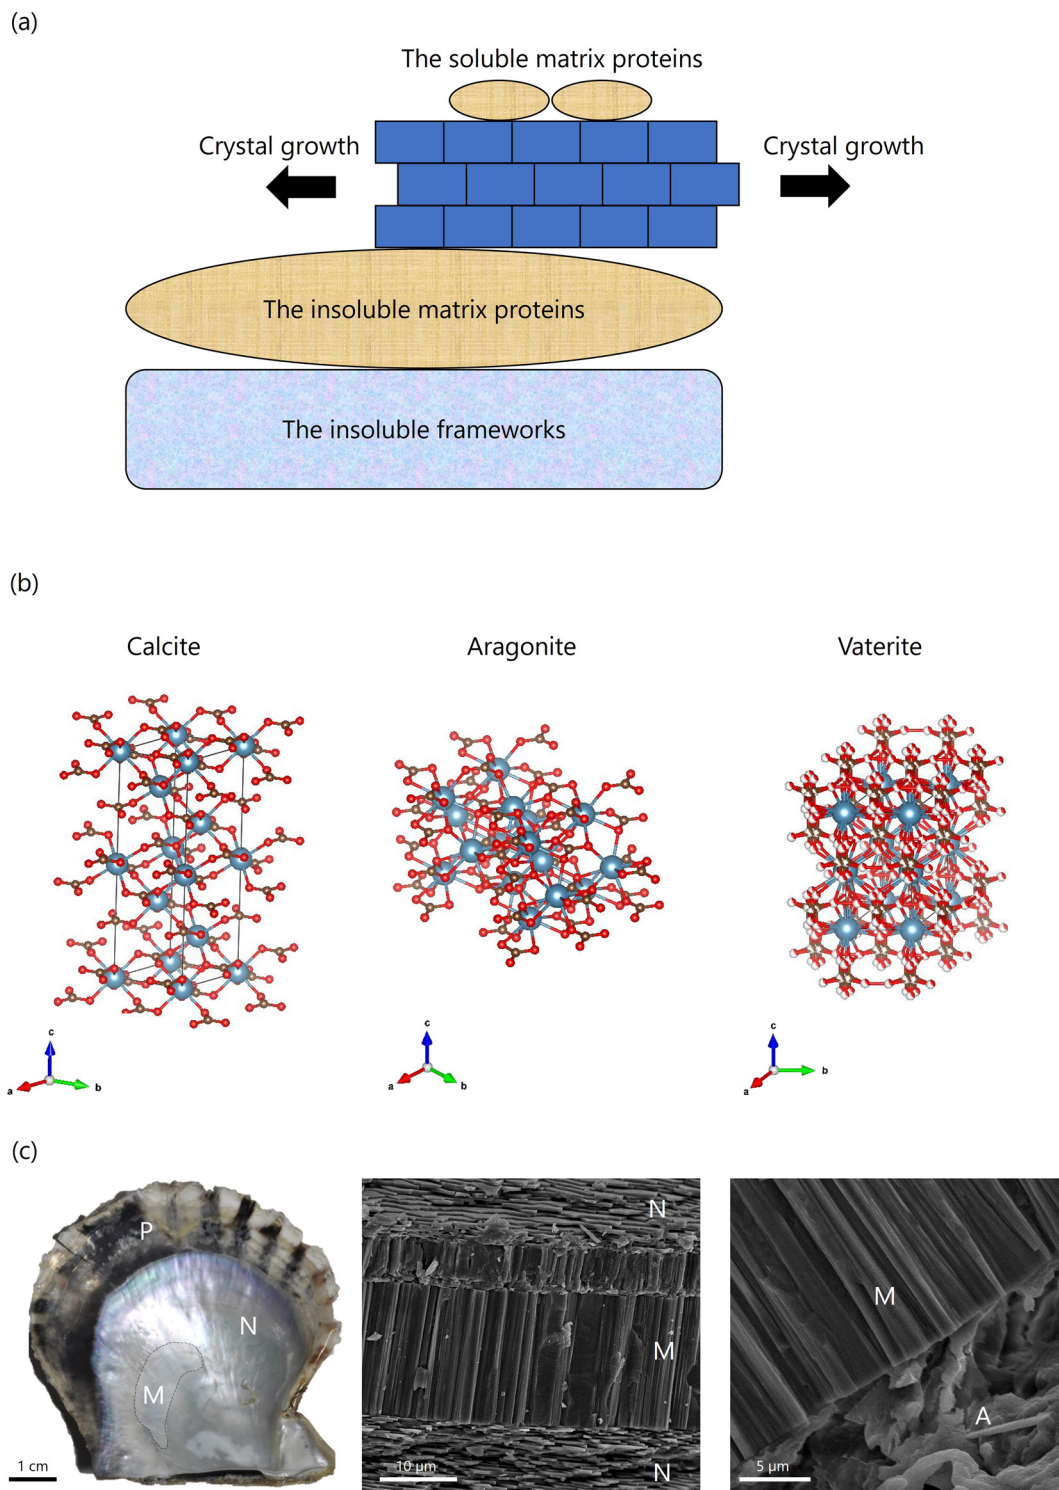 (a)
The soluble matrix proteins
Crystal growth
Crystal growth
The insoluble matrix proteins
The insoluble frameworks
(b)
Calcite
Aragonite
Vaterite
c
a
b
c
a
b
c
a
b
(c)
P
N
M
1 cm
N
M
N
10 µm
M
A
5 µm